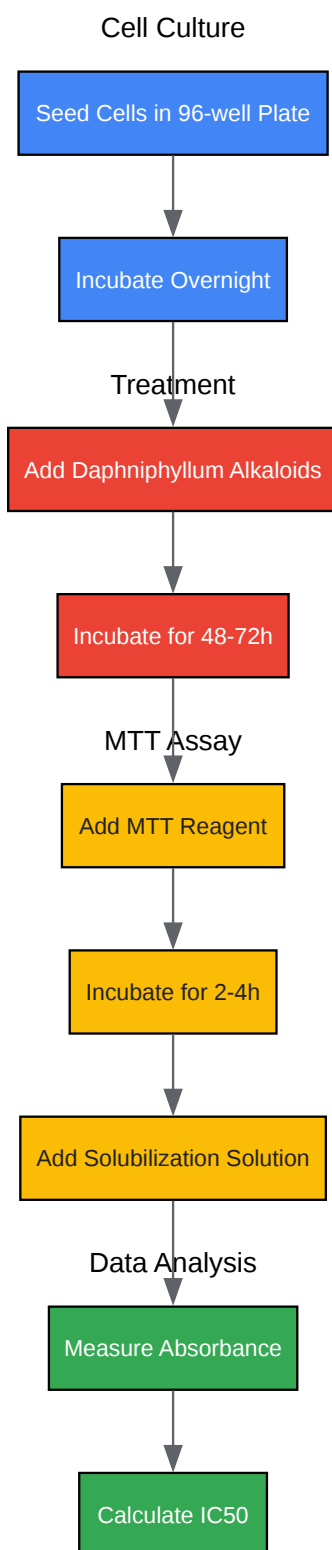 Cell Culture
Seed Cells in 96-well Plate
Incubate Overnight
Treatment
Add Daphniphyllum Alkaloids
Incubate for 48-72h
MTT Assay
Add MTT Reagent
Incubate for 2-4h
Add Solubilization Solution
Data Analysis
Measure Absorbance
Calculate IC50